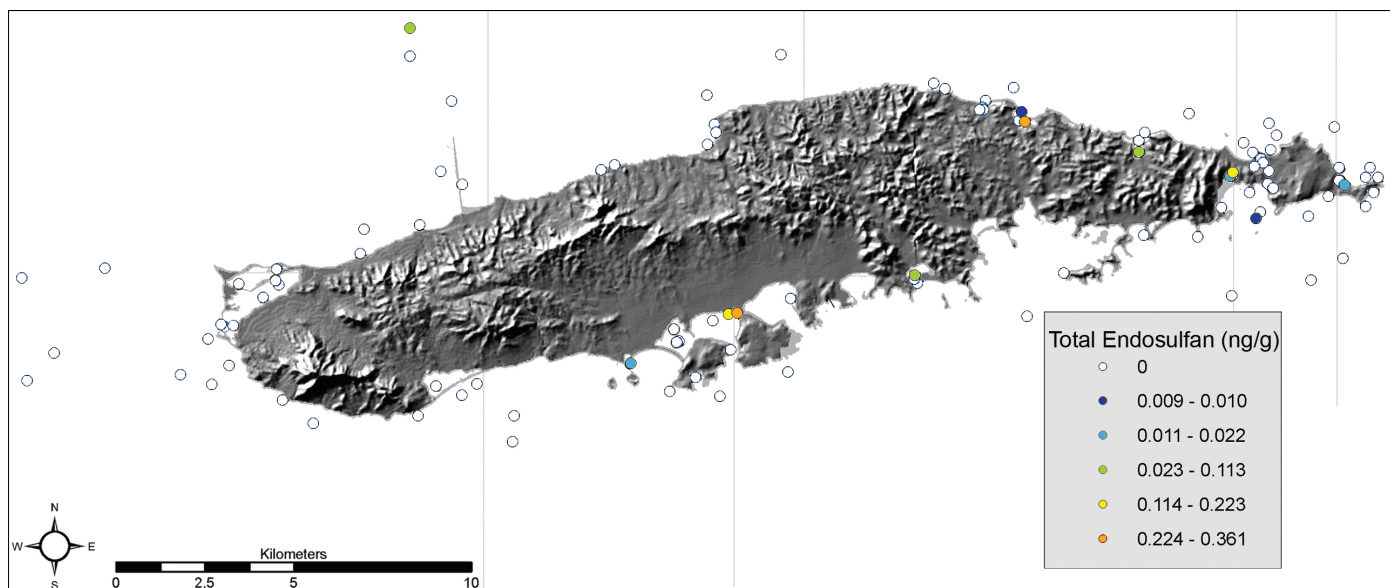 Total Endosulfan (ng/g)
0
0.009 - 0.010
0.011 - 0.022
0.023 - 0.113
0.114 - 0.223
0.224 - 0.361
N
W E
S
Kilometers
0 2.5 5 10